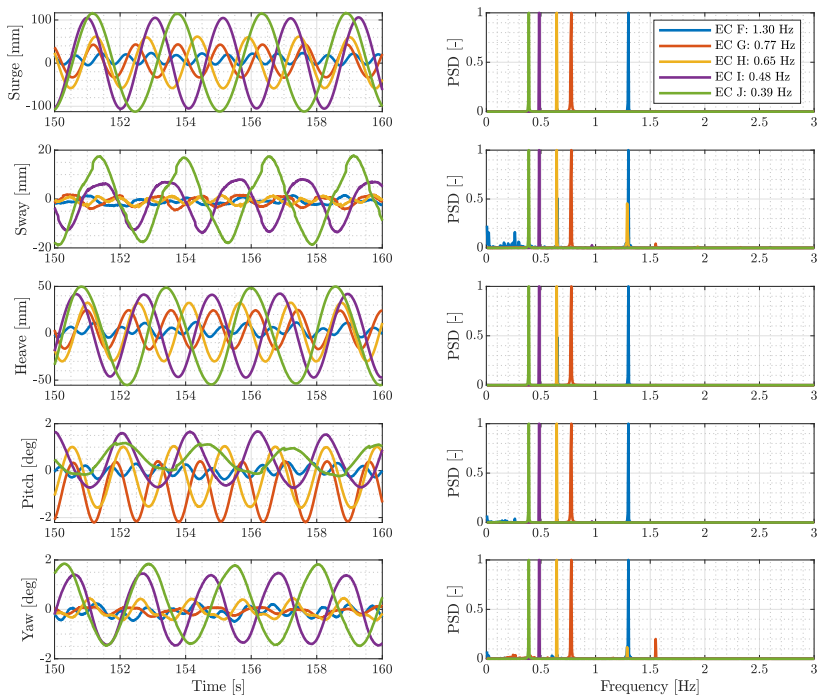 Surge [mm]
100
0
-100
150 152 154 156 158 160
PSD [-]
1
0.5
0
0 0.5 1 1.5 2 2.5 3
EC F: 1.30 Hz
EC G: 0.77 Hz
EC H: 0.65 Hz
EC I: 0.48 Hz
EC J: 0.39 Hz
Sway [mm]
20
0
-20
150 152 154 156 158 160
PSD [-]
1
0.5
0
0 0.5 1 1.5 2 2.5 3
Heave [mm]
50
0
-50
150 152 154 156 158 160
PSD [-]
1
0.5
0
0 0.5 1 1.5 2 2.5 3
Pitch [deg]
2
0
-2
150 152 154 156 158 160
PSD [-]
1
0.5
0
0 0.5 1 1.5 2 2.5 3
Yaw [deg]
2
0
-2
150 152 154 156 158 160
Time [s]
PSD [-]
1
0.5
0
0 0.5 1 1.5 2 2.5 3
Frequency [Hz]